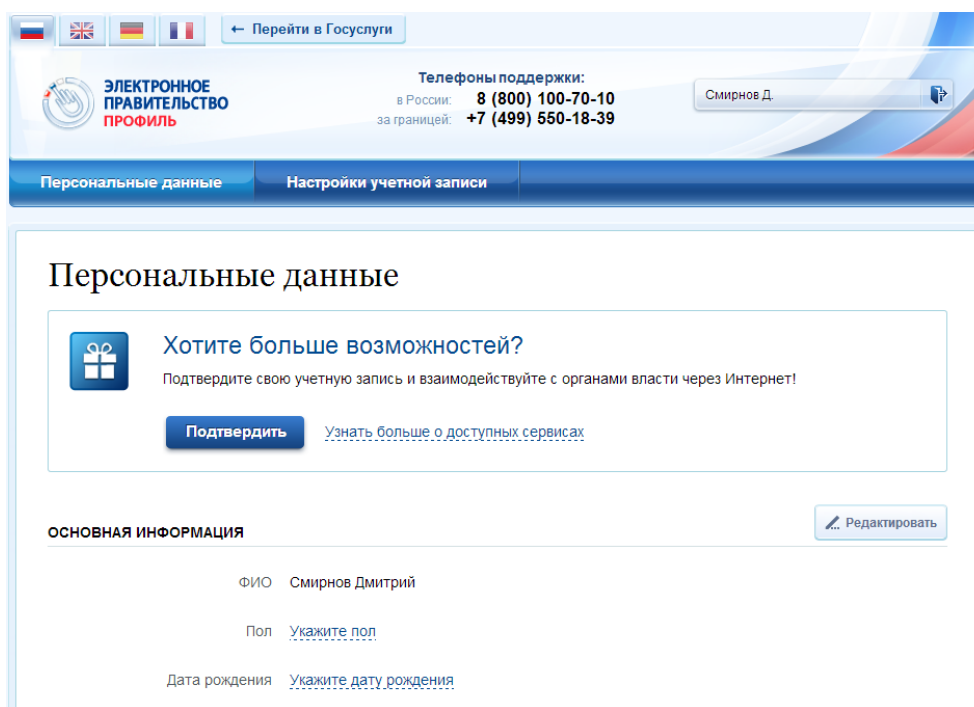 ← Перейти в Госуслуги
ЭЛЕКТРОННОЕ
ПРАВИТЕЛЬСТВО
ПРОФИЛЬ
Телефоны поддержки:
в России: 8 (800) 100-70-10
за границей: +7 (499) 550-18-39
Смирнов Д.
Персональные данные Настройки учетной записи
Персональные данные
Хотите больше возможностей?
Подтвердите свою учетную запись и взаимодействуйте с органами власти через Интернет!
Подтвердить Узнать больше о доступных сервисах
ОСНОВНАЯ ИНФОРМАЦИЯ Редактировать
ФИО Смирнов Дмитрий
Пол Укажите пол
Дата рождения Укажите дату рождения